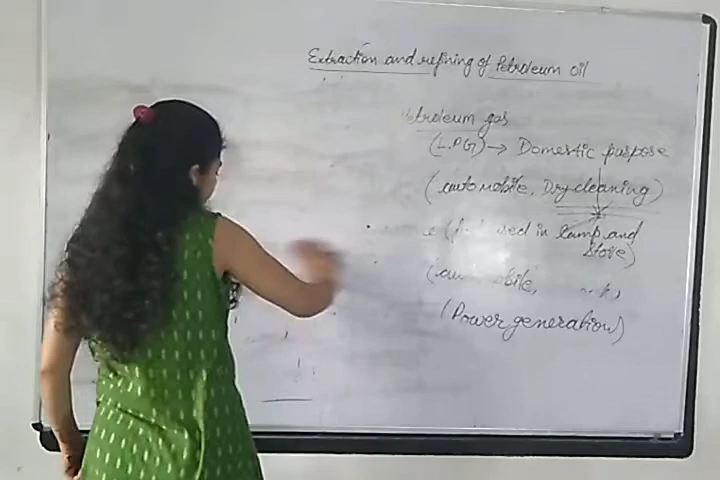 Extraction and refining of Petroleum oil
Petroleum gas
(L.P.G) → Domestic purpose
(automobile, Dry cleaning)
used in lamp and
Stove)
(Power generation)